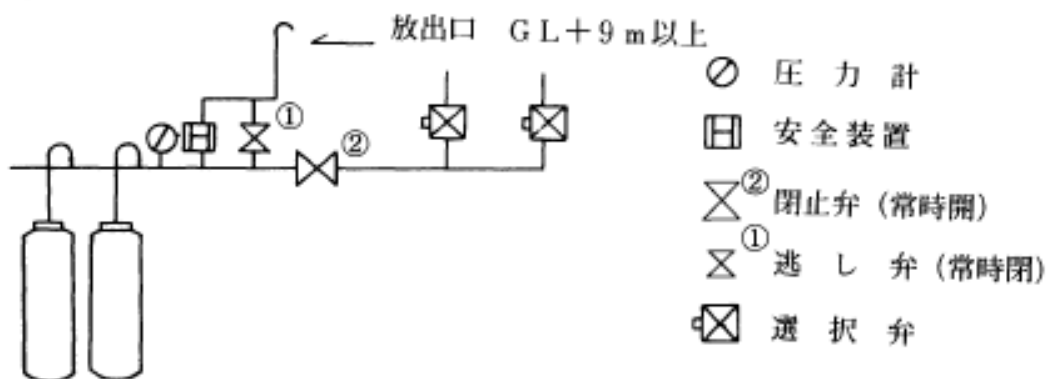 放出口 GL+9m以上
①
②
圧力計
安全装置
② 閉止弁(常時開)
① 逃し弁(常時閉)
選択弁